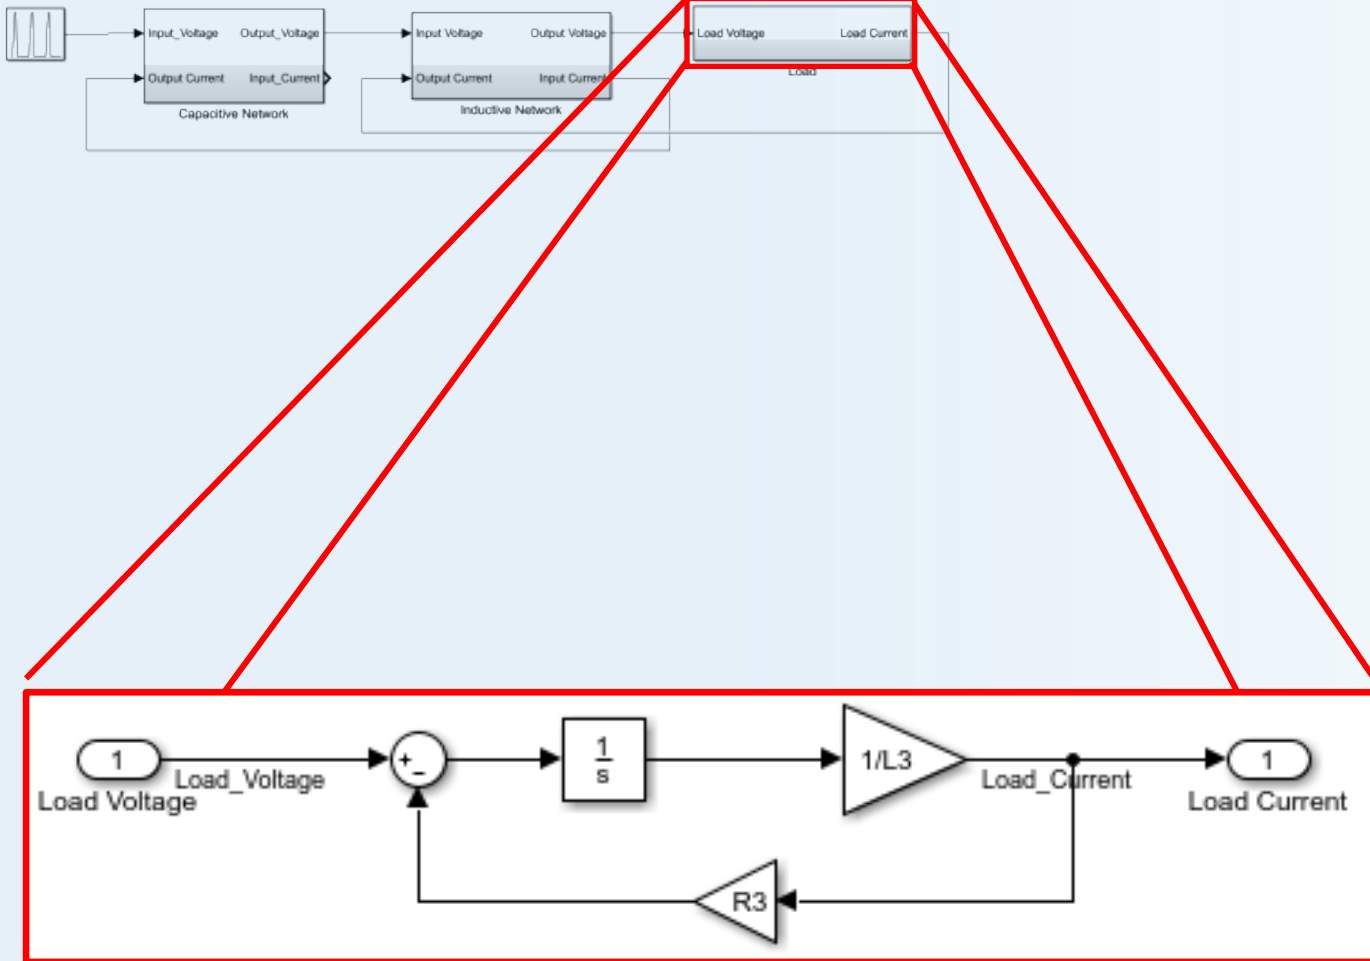 Input_Voltage Output_Voltage
Output Current Input_Current
Capacitive Network
Input Voltage Output Voltage
Output Current Input Current
Inductive Network
Load Voltage Load Current
Load
1
Load Voltage
Load_Voltage
+
−
1
s
1/L3
Load_Current
1
Load Current
R3